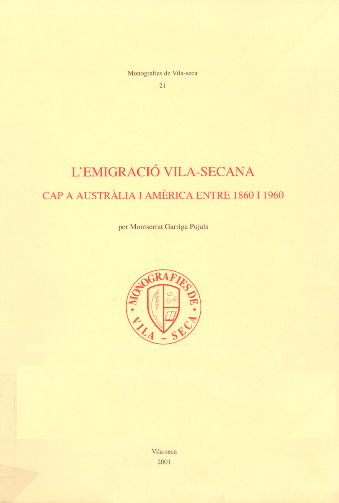 Monografies de Vila-seca
21
L'EMIGRACIÓ VILA-SECANA
CAP A AUSTRÀLIA I AMÈRICA ENTRE 1860 I 1960
per Montserrat Garriga Pujals
MONOGRAFIES DE
VILA - SECA
Vila-seca
2001